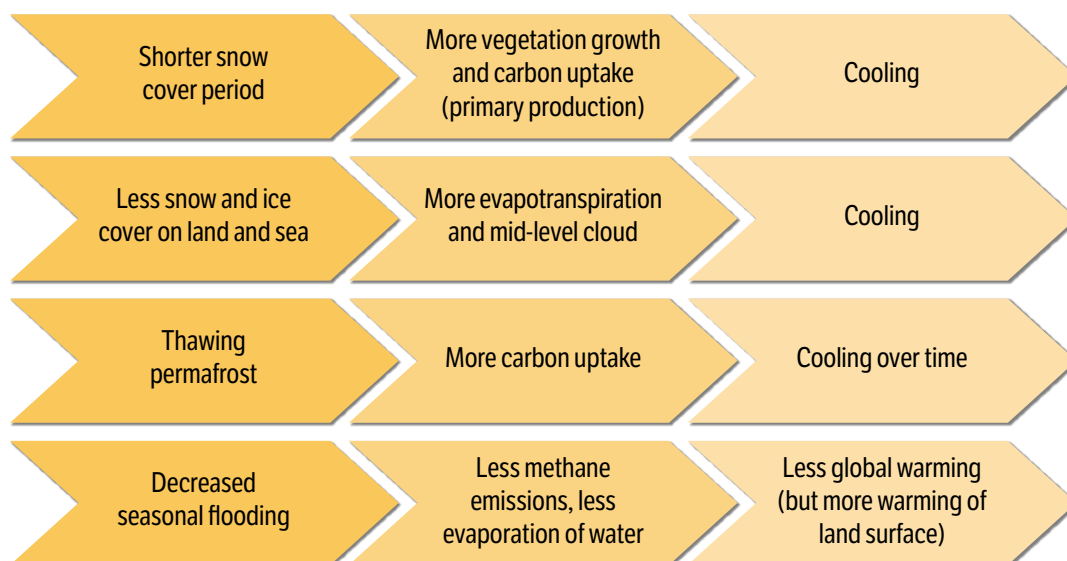 Shorter snow
cover period
More vegetation growth
and carbon uptake
(primary production)
Cooling
Less snow and ice
cover on land and sea
More evapotranspiration
and mid-level cloud
Cooling
Thawing
permafrost
More carbon uptake
Cooling over time
Decreased
seasonal flooding
Less methane
emissions, less
evaporation of water
Less global warming
(but more warming of
land surface)